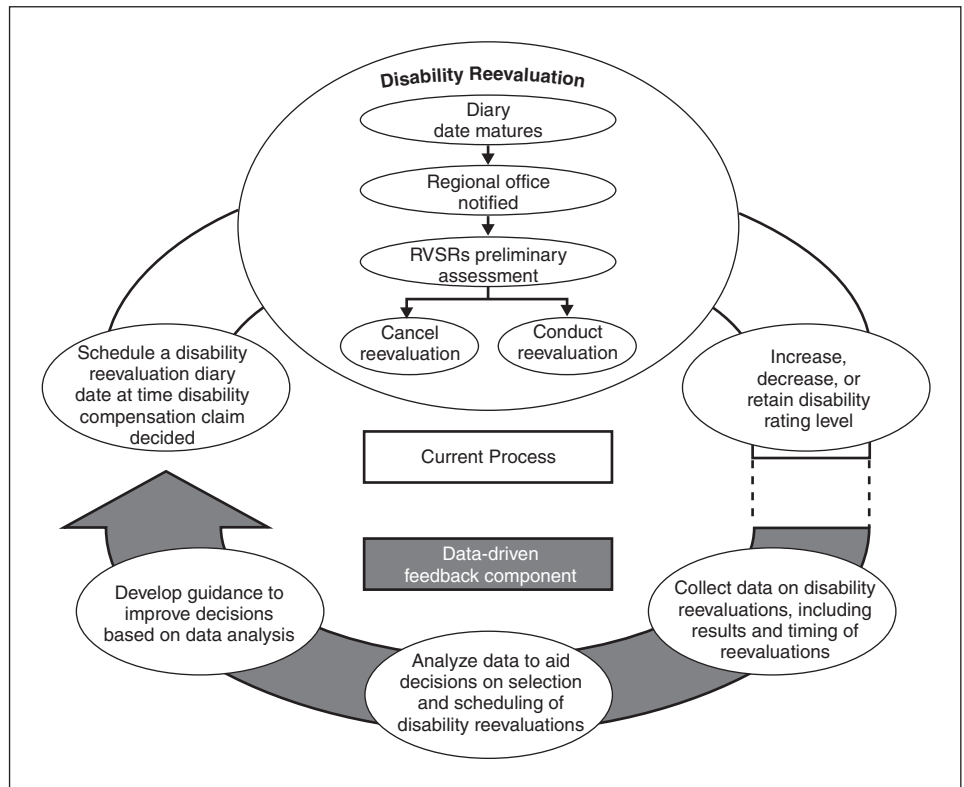 Disability Reevaluation
Diary
date matures
Regional office
notified
RVSRs preliminary
assessment
Cancel
reevaluation
Conduct
reevaluation
Schedule a disability
reevaluation diary
date at time disability
compensation claim
decided
Increase,
decrease, or
retain disability
rating level
Current Process
Data-driven
feedback component
Develop guidance to
improve decisions
based on data analysis
Collect data on disability
reevaluations, including
results and timing of
reevaluations
Analyze data to aid
decisions on selection
and scheduling of
disability reevaluations